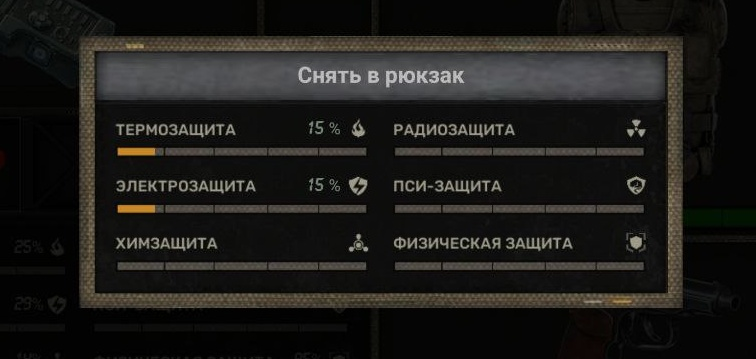 Снять в рюкзак
ТЕРМОЗАЩИТА 15 % РАДИОЗАЩИТА
ЭЛЕКТРОЗАЩИТА 15 % ПСИ-ЗАЩИТА
ХИМЗАЩИТА ФИЗИЧЕСКАЯ ЗАЩИТА
25%
29%